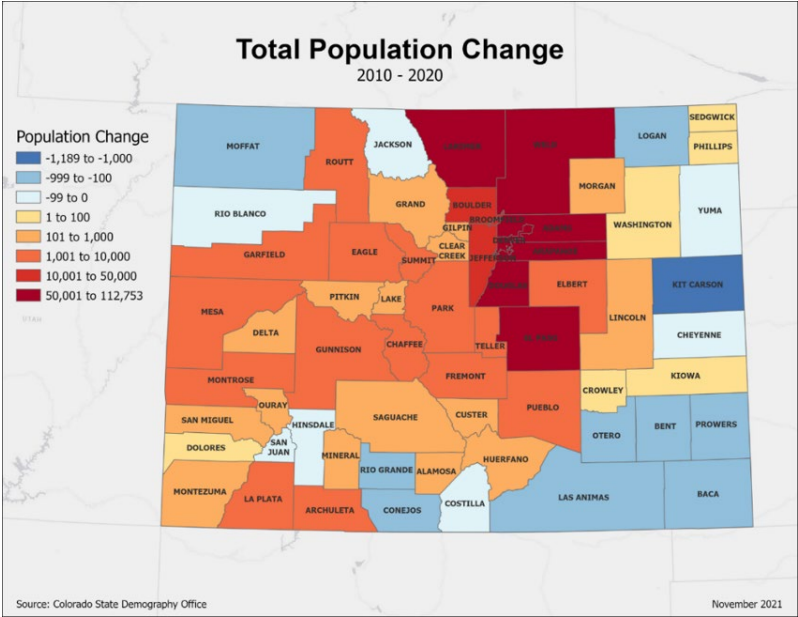 Total Population Change
2010 - 2020
Population Change
-1,189 to -1,000
-999 to -100
-99 to 0
1 to 100
101 to 1,000
1,001 to 10,000
10,001 to 50,000
50,001 to 112,753
MOFFAT
ROUTT
JACKSON
LARIMER
WELD
LOGAN
SEDGWICK
PHILLIPS
RIO BLANCO
GRAND
BOULDER
MORGAN
WASHINGTON
YUMA
GILPIN
BROOMFIELD
CLEAR
CREEK
GARFIELD
EAGLE
SUMMIT
ELBERT
KIT CARSON
PITKIN
LAKE
PARK
LINCOLN
MESA
DELTA
GUNNISON
CHAFFEE
TELLER
EL PASO
CHEYENNE
MONTROSE
FREMONT
KIOWA
CROWLEY
OURAY
PUEBLO
SAN MIGUEL
SAGUACHE
CUSTER
HINSDALE
OTERO
BENT
PROWERS
DOLORES
SAN
JUAN
MINERAL
RIO GRANDE
ALAMOSA
HUERFANO
MONTEZUMA
LA PLATA
ARCHULETA
CONEJOS
COSTILLA
LAS ANIMAS
BACA
UTAH
Source: Colorado State Demography Office
November 2021